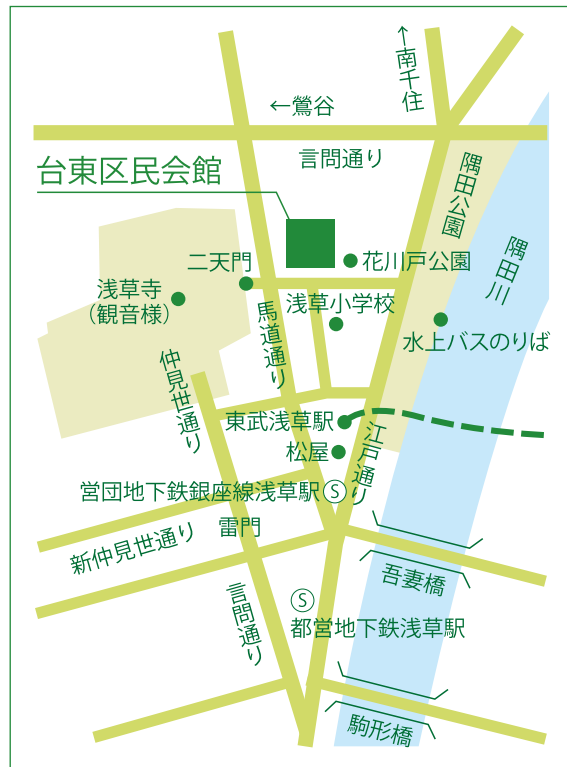 ←南千住
←鶯谷
言問通り
台東区民会館
隅田公園
隅田川
二天門
花川戸公園
浅草寺
（観音様）
浅草小学校
馬道通り
水上バスのりば
仲見世通り
東武浅草駅
江戸通り
松屋
営団地下鉄銀座線浅草駅Ⓢ
新仲見世通り
雷門
吾妻橋
言問通り
Ⓢ
都営地下鉄浅草駅
駒形橋